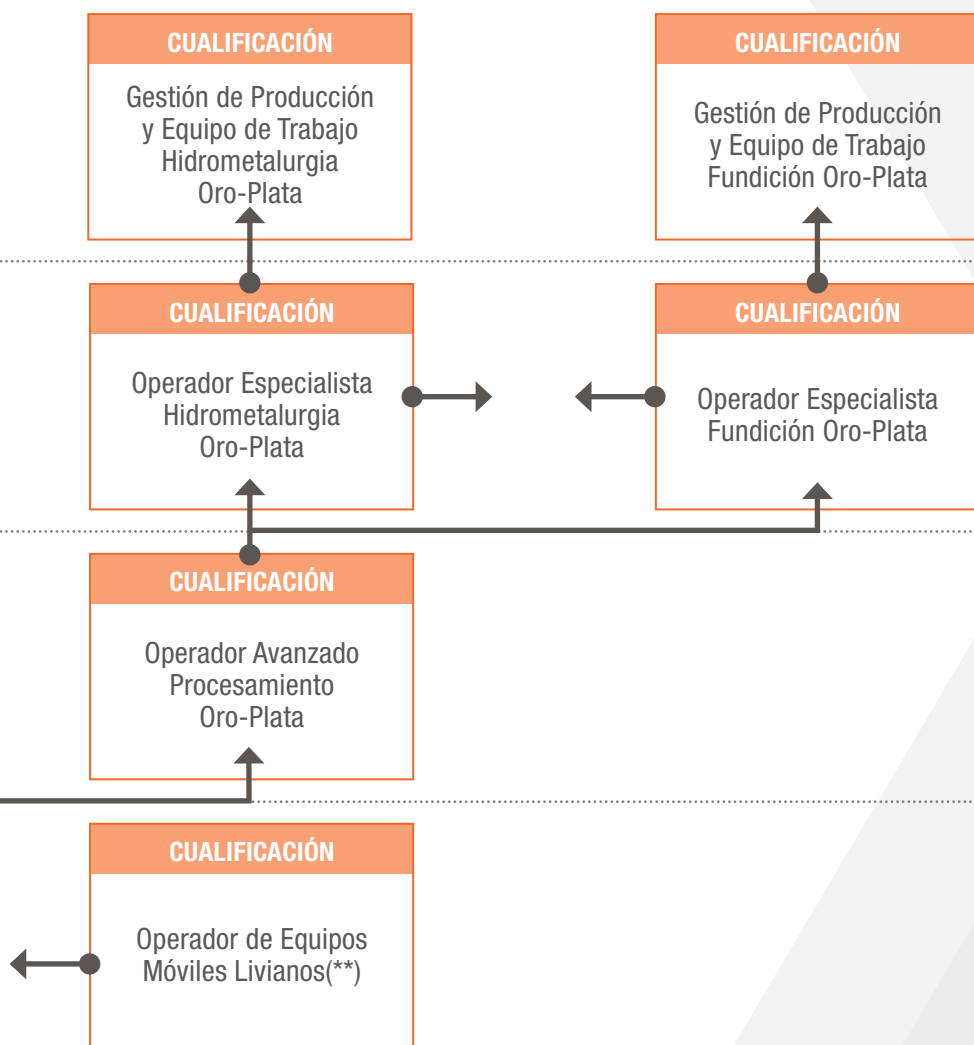 CUALIFICACIÓN
Gestión de Producción
y Equipo de Trabajo
Hidrometalurgia
Oro-Plata
CUALIFICACIÓN
Gestión de Producción
y Equipo de Trabajo
Fundición Oro-Plata
CUALIFICACIÓN
Operador Especialista
Hidrometalurgia
Oro-Plata
CUALIFICACIÓN
Operador Especialista
Fundición Oro-Plata
CUALIFICACIÓN
Operador Avanzado
Procesamiento
Oro-Plata
CUALIFICACIÓN
Operador de Equipos
Móviles Livianos(**)